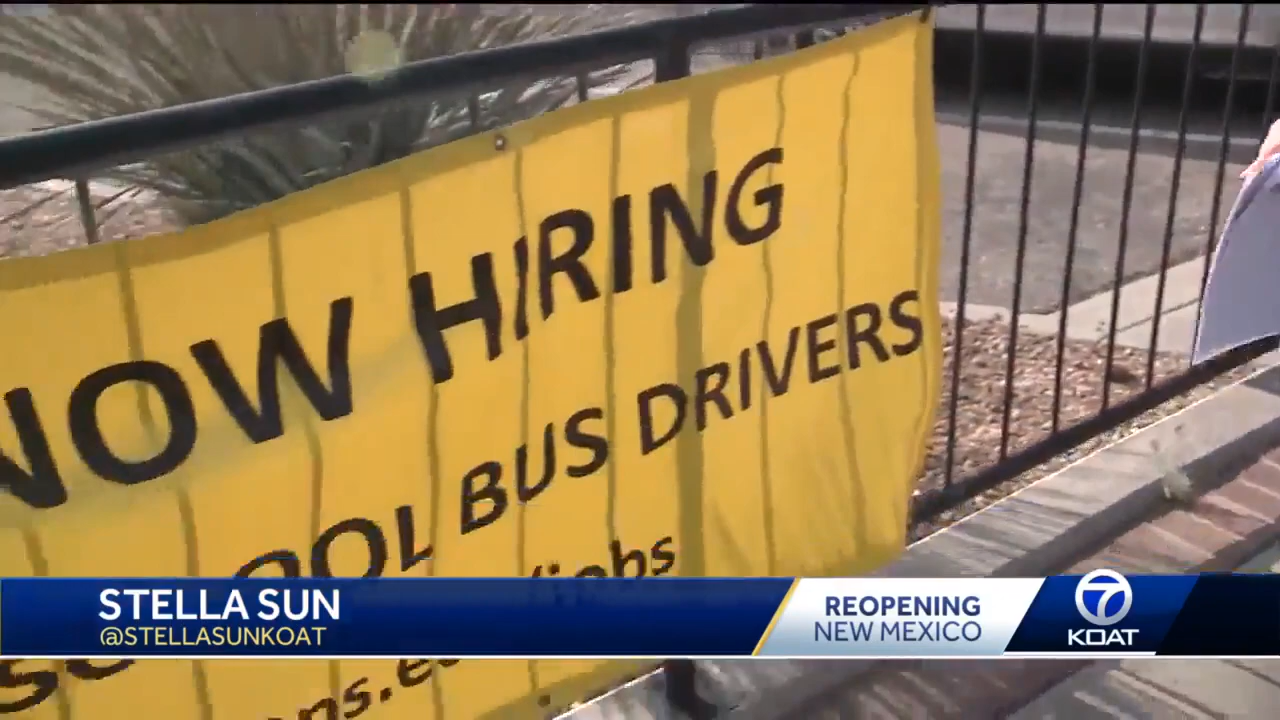 NOW HIRING
BUS DRIVERS
STELLA SUN
@STELLASUNKOAT
REOPENING
NEW MEXICO
7
KOAT